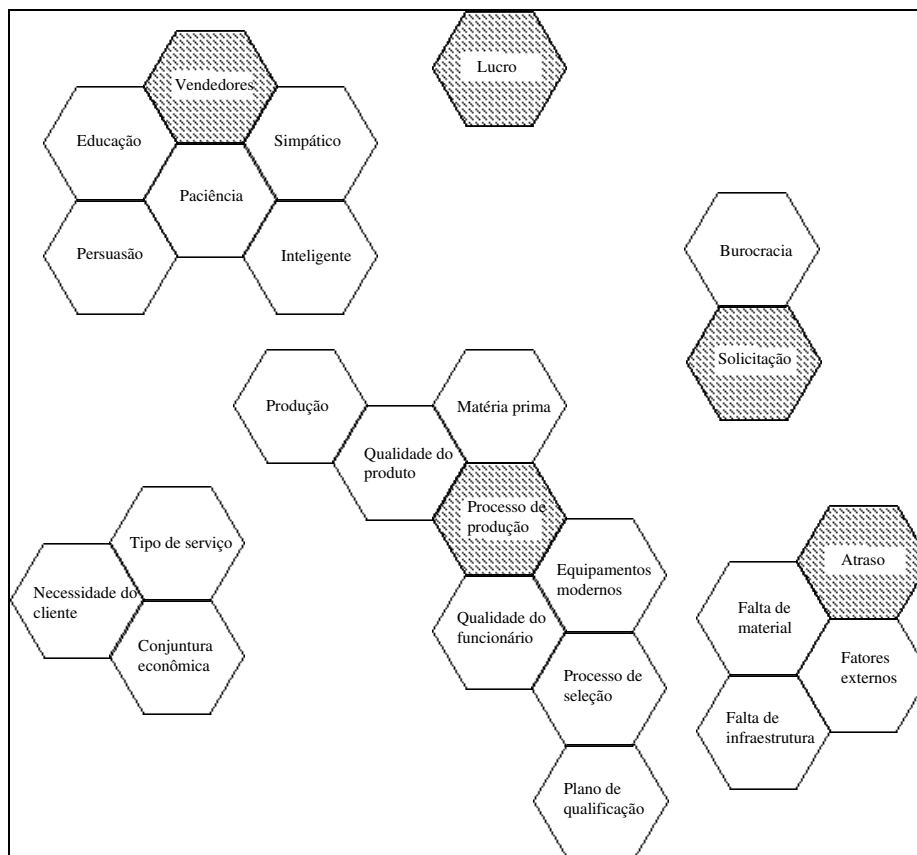 Lucro
Vendedores
Educação
Simpático
Paciência
Persuasão
Inteligente
Burocracia
Solicitação
Produção
Matéria prima
Qualidade do
produto
Processo de
produção
Equipamentos
modernos
Qualidade do
funcionário
Processo de
seleção
Plano de
qualificação
Tipo de serviço
Necessidade do
cliente
Conjuntura
econômica
Atraso
Falta de
material
Fatores
externos
Falta de
infraestrutura